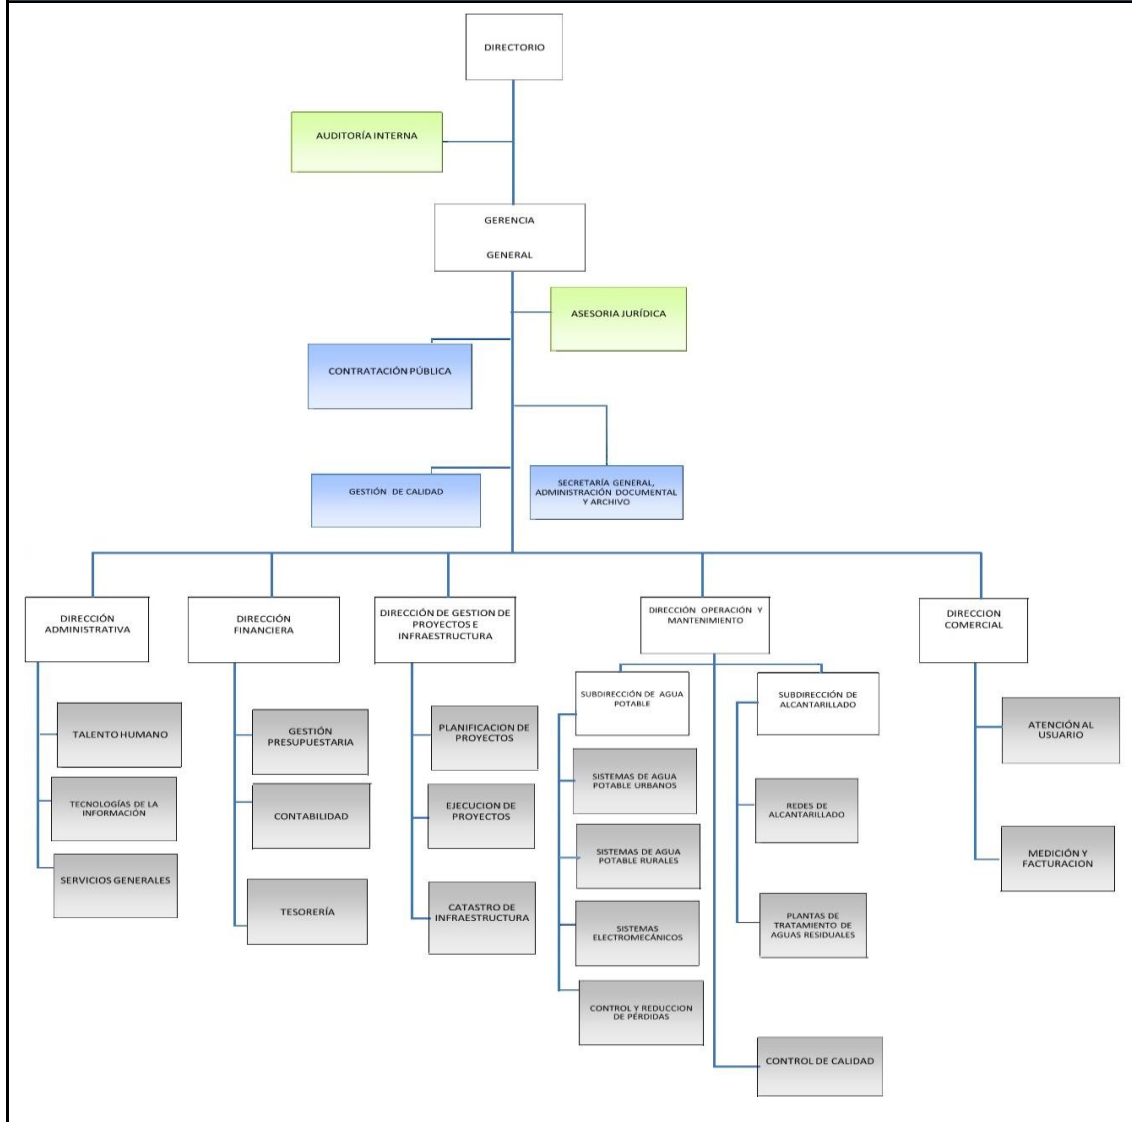 DIRECTORIO
AUDITORÍA INTERNA
GERENCIA
GENERAL
ASESORIA JURÍDICA
CONTRATACIÓN PÚBLICA
GESTIÓN DE CALIDAD
SECRETARÍA GENERAL,
ADMINISTRACIÓN DOCUMENTAL
Y ARCHIVO
DIRECCIÓN
ADMINISTRATIVA
TALENTO HUMANO
TECNOLOGÍAS DE LA
INFORMACIÓN
SERVICIOS GENERALES
DIRECCIÓN
FINANCIERA
GESTIÓN
PRESUPUESTARIA
CONTABILIDAD
TESORERÍA
DIRECCIÓN DE GESTION DE
PROYECTOS E
INFRAESTRUCTURA
PLANIFICACION DE
PROYECTOS
EJECUCION DE
PROYECTOS
CATASTRO DE
INFRAESTRUCTURA
DIRECCIÓN OPERACIÓN Y
MANTENIMIENTO
SUBDIRECCIÓN DE AGUA
POTABLE
SISTEMAS DE AGUA
POTABLE URBANOS
SISTEMAS DE AGUA
POTABLE RURALES
SISTEMAS
ELECTROMECÁNICOS
CONTROL Y REDUCCION
DE PÉRDIDAS
SUBDIRECCIÓN DE
ALCANTARILLADO
REDES DE
ALCANTARILLADO
PLANTAS DE
TRATAMIENTO DE
AGUAS RESIDUALES
CONTROL DE CALIDAD
DIRECCION
COMERCIAL
ATENCIÓN AL
USUARIO
MEDICIÓN Y
FACTURACION